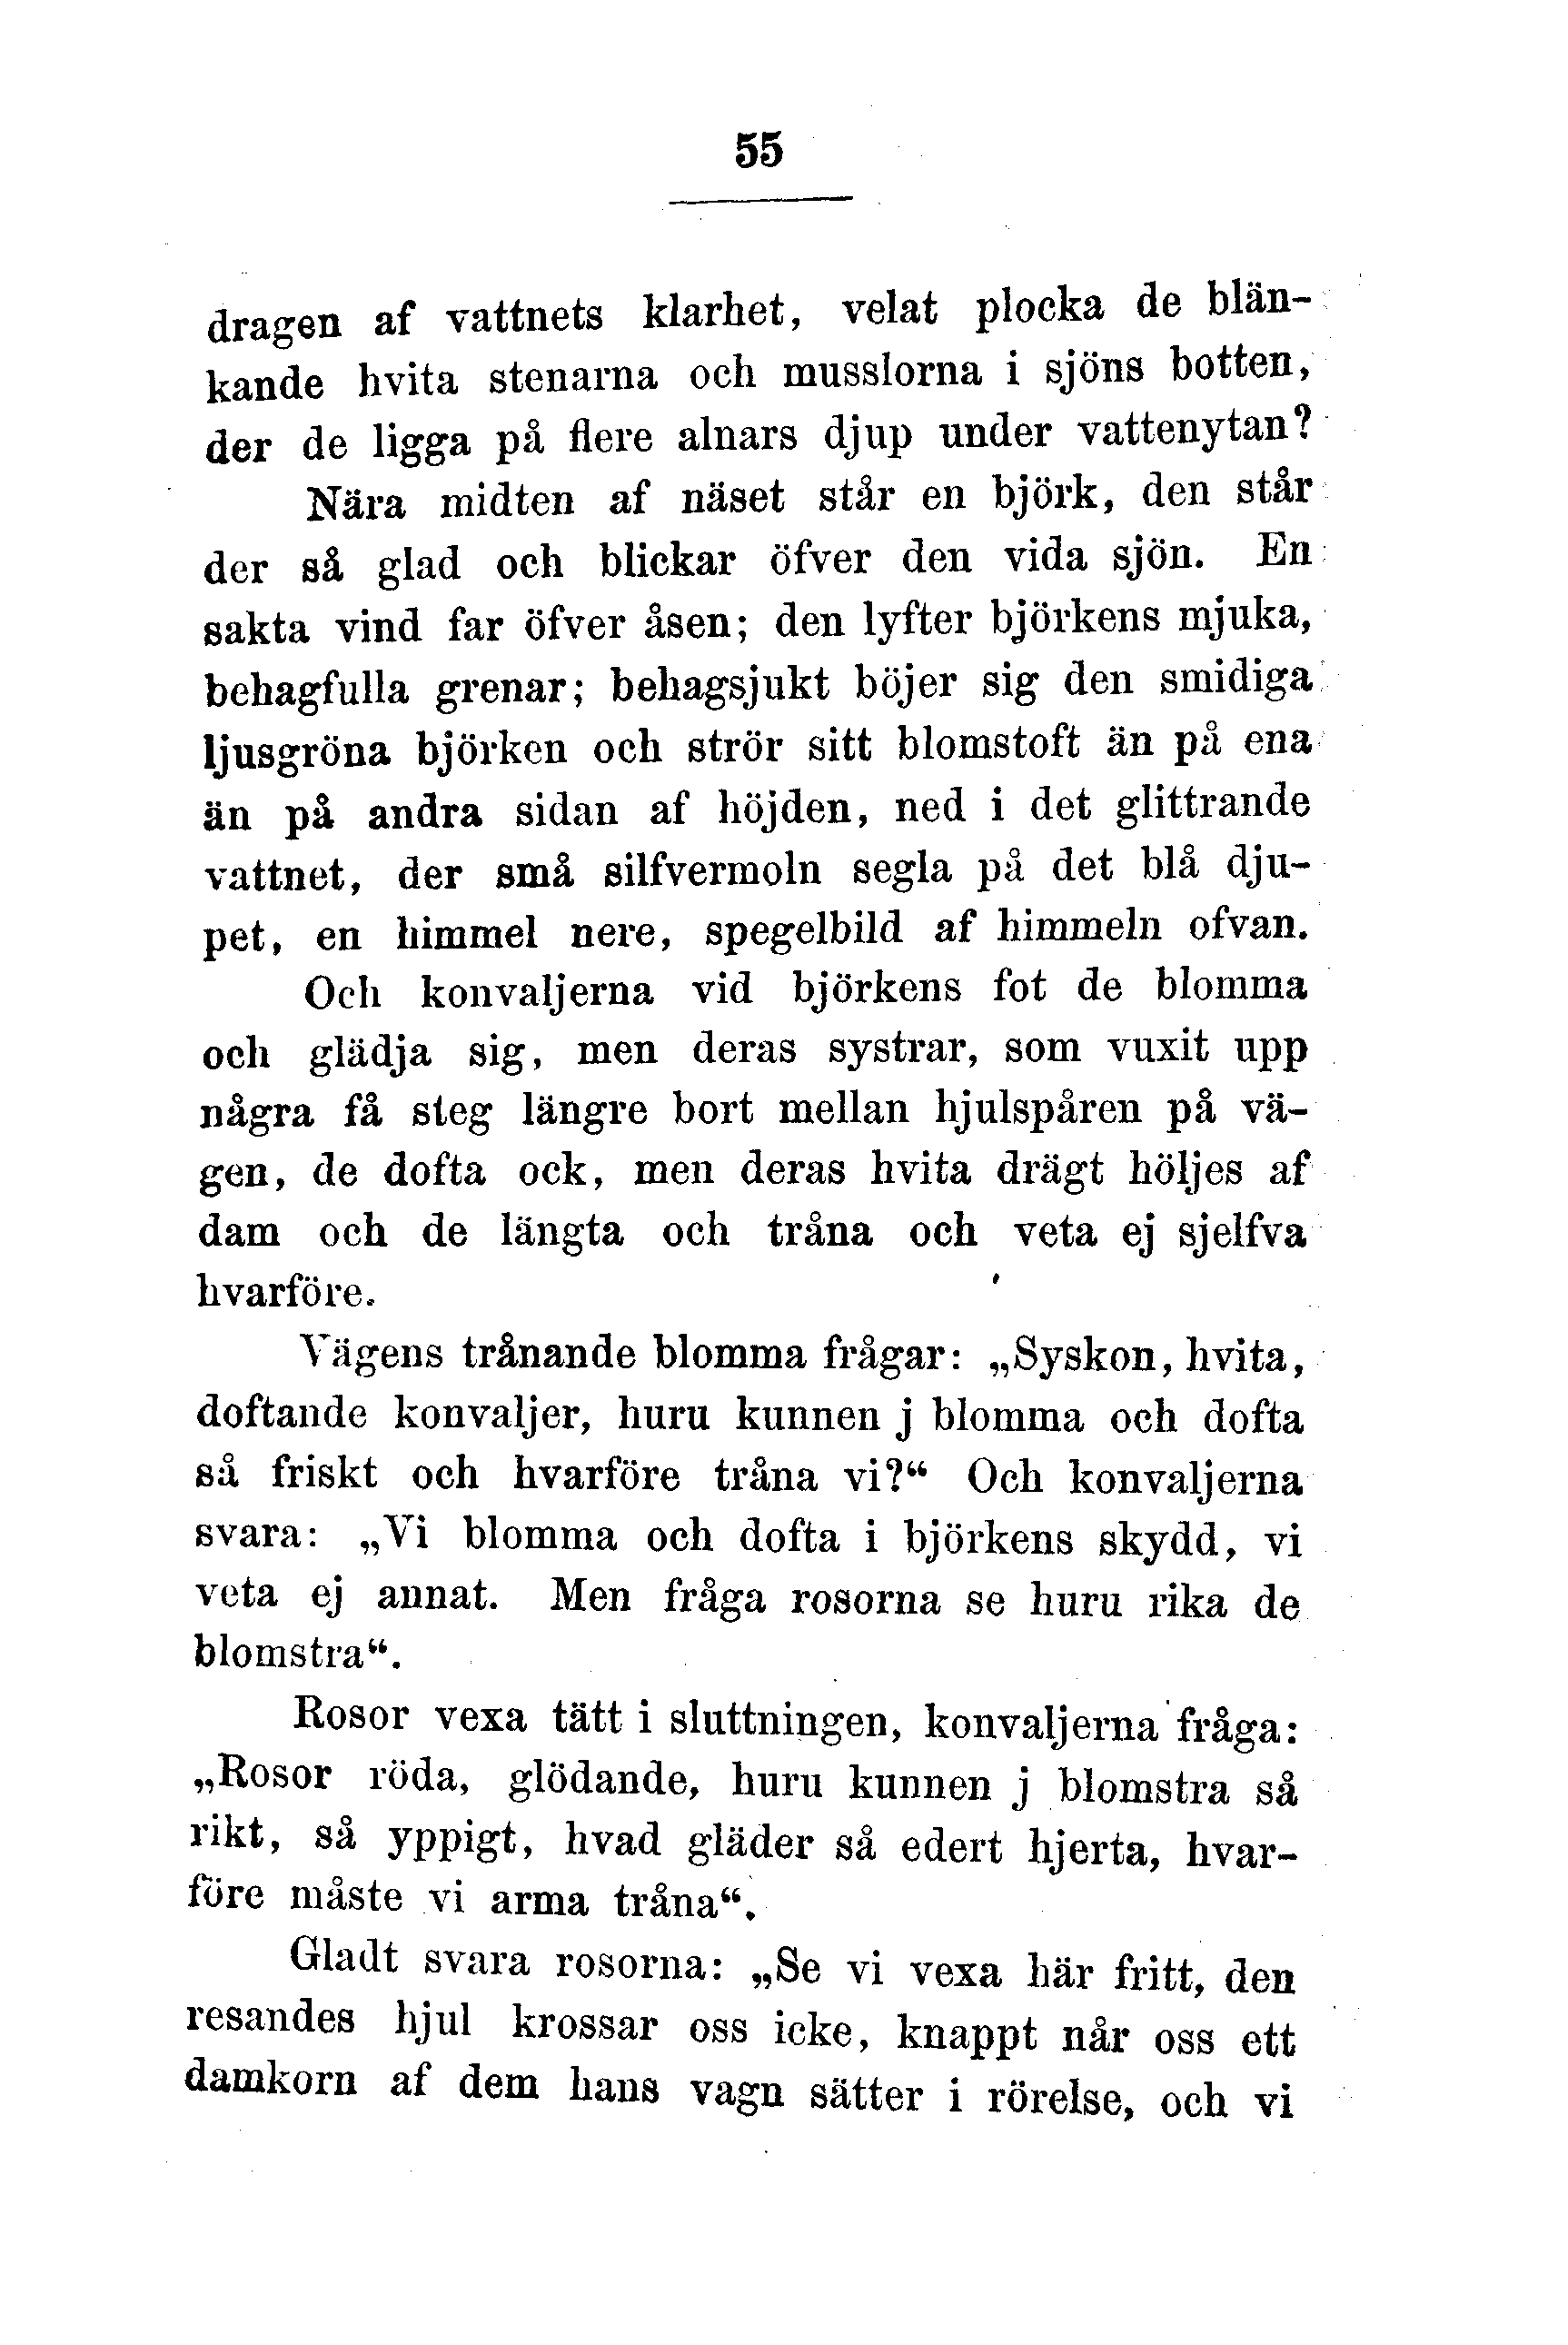 55
dragen af vattnets klarhet, velat plocka de blän-
kande hvita stenarna och musslorna i sjöns botten,
der de ligga på flere alnars djup under vattenytan?
Nära midten af näset står en björk, den står
der så glad och blickar öfver den vida sjön. En
sakta vind far öfver åsen; den lyfter björkens mjuka,
behagfulla grenar; behagsjukt böjer sig den smidiga
ljusgröna björken och strör sitt blomstoft än på ena
än på andra sidan af höjden, ned i det glittrande
vattnet, der små silfvermoln segla på det blå dju-
pet, en himmel nere, spegelbild af himmeln ofvan.
Och konvaljerna vid björkens fot de blomma
och glädja sig, men deras systrar, som vuxit upp
några få steg längre bort mellan hjulspåren på vä-
gen, de dofta ock, men deras hvita drägt höljes af
dam och de längta och tråna och veta ej sjelfva
hvarföre.
Vägens trånande blomma frågar: „Syskon, hvita,
doftande konvaljer, huru kunnen j blomma och dofta
så friskt och hvarföre tråna vi?“ Och konvaljerna
svara: „Vi blomma och dofta i björkens skydd, vi
veta ej annat. Men fråga rosorna se huru rika de
blomstra“.
Rosor vexa tätt i sluttningen, konvaljerna fråga:
„Rosor röda, glödande, huru kunnen j blomstra så
rikt, så yppigt, hvad gläder så edert hjerta, hvar-
före måste vi arma tråna“.
Gladt svara rosorna: „Se vi vexa här fritt, den
resandes hjul krossar oss icke, knappt når oss ett
damkorn af dem hans vagn sätter i rörelse, och vi